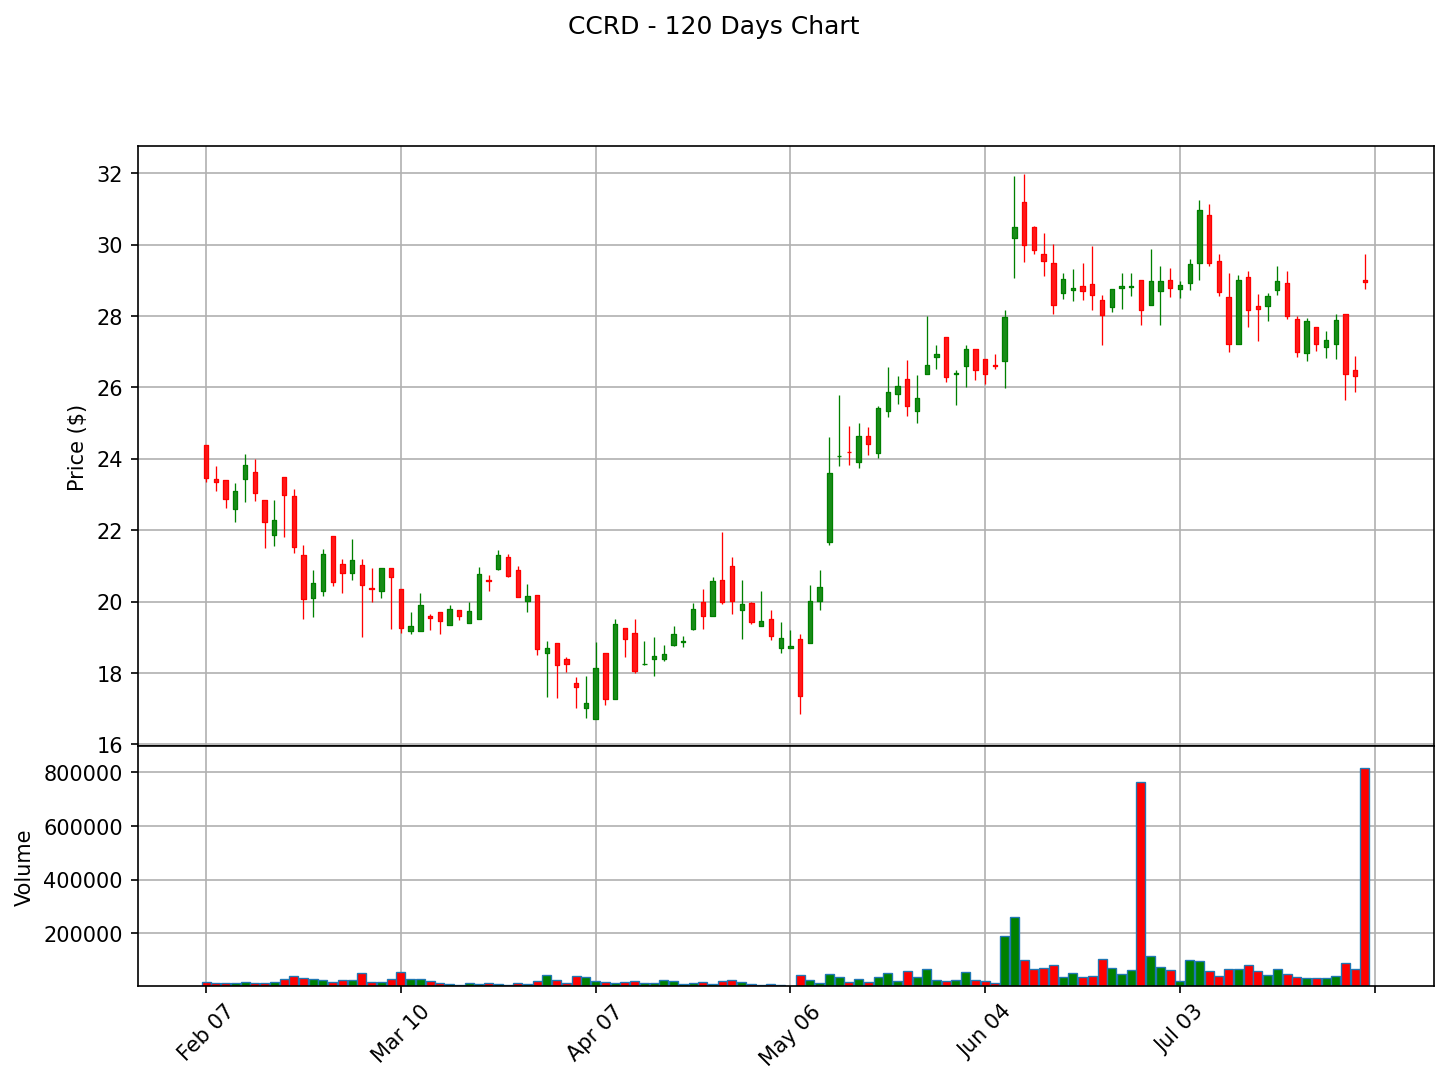 CCRD - 120 Days Chart
Price ($)
32
30
28
26
24
22
20
18
16
Volume
800000
600000
400000
200000
Feb 07
Mar 10
Apr 07
May 06
Jun 04
Jul 03